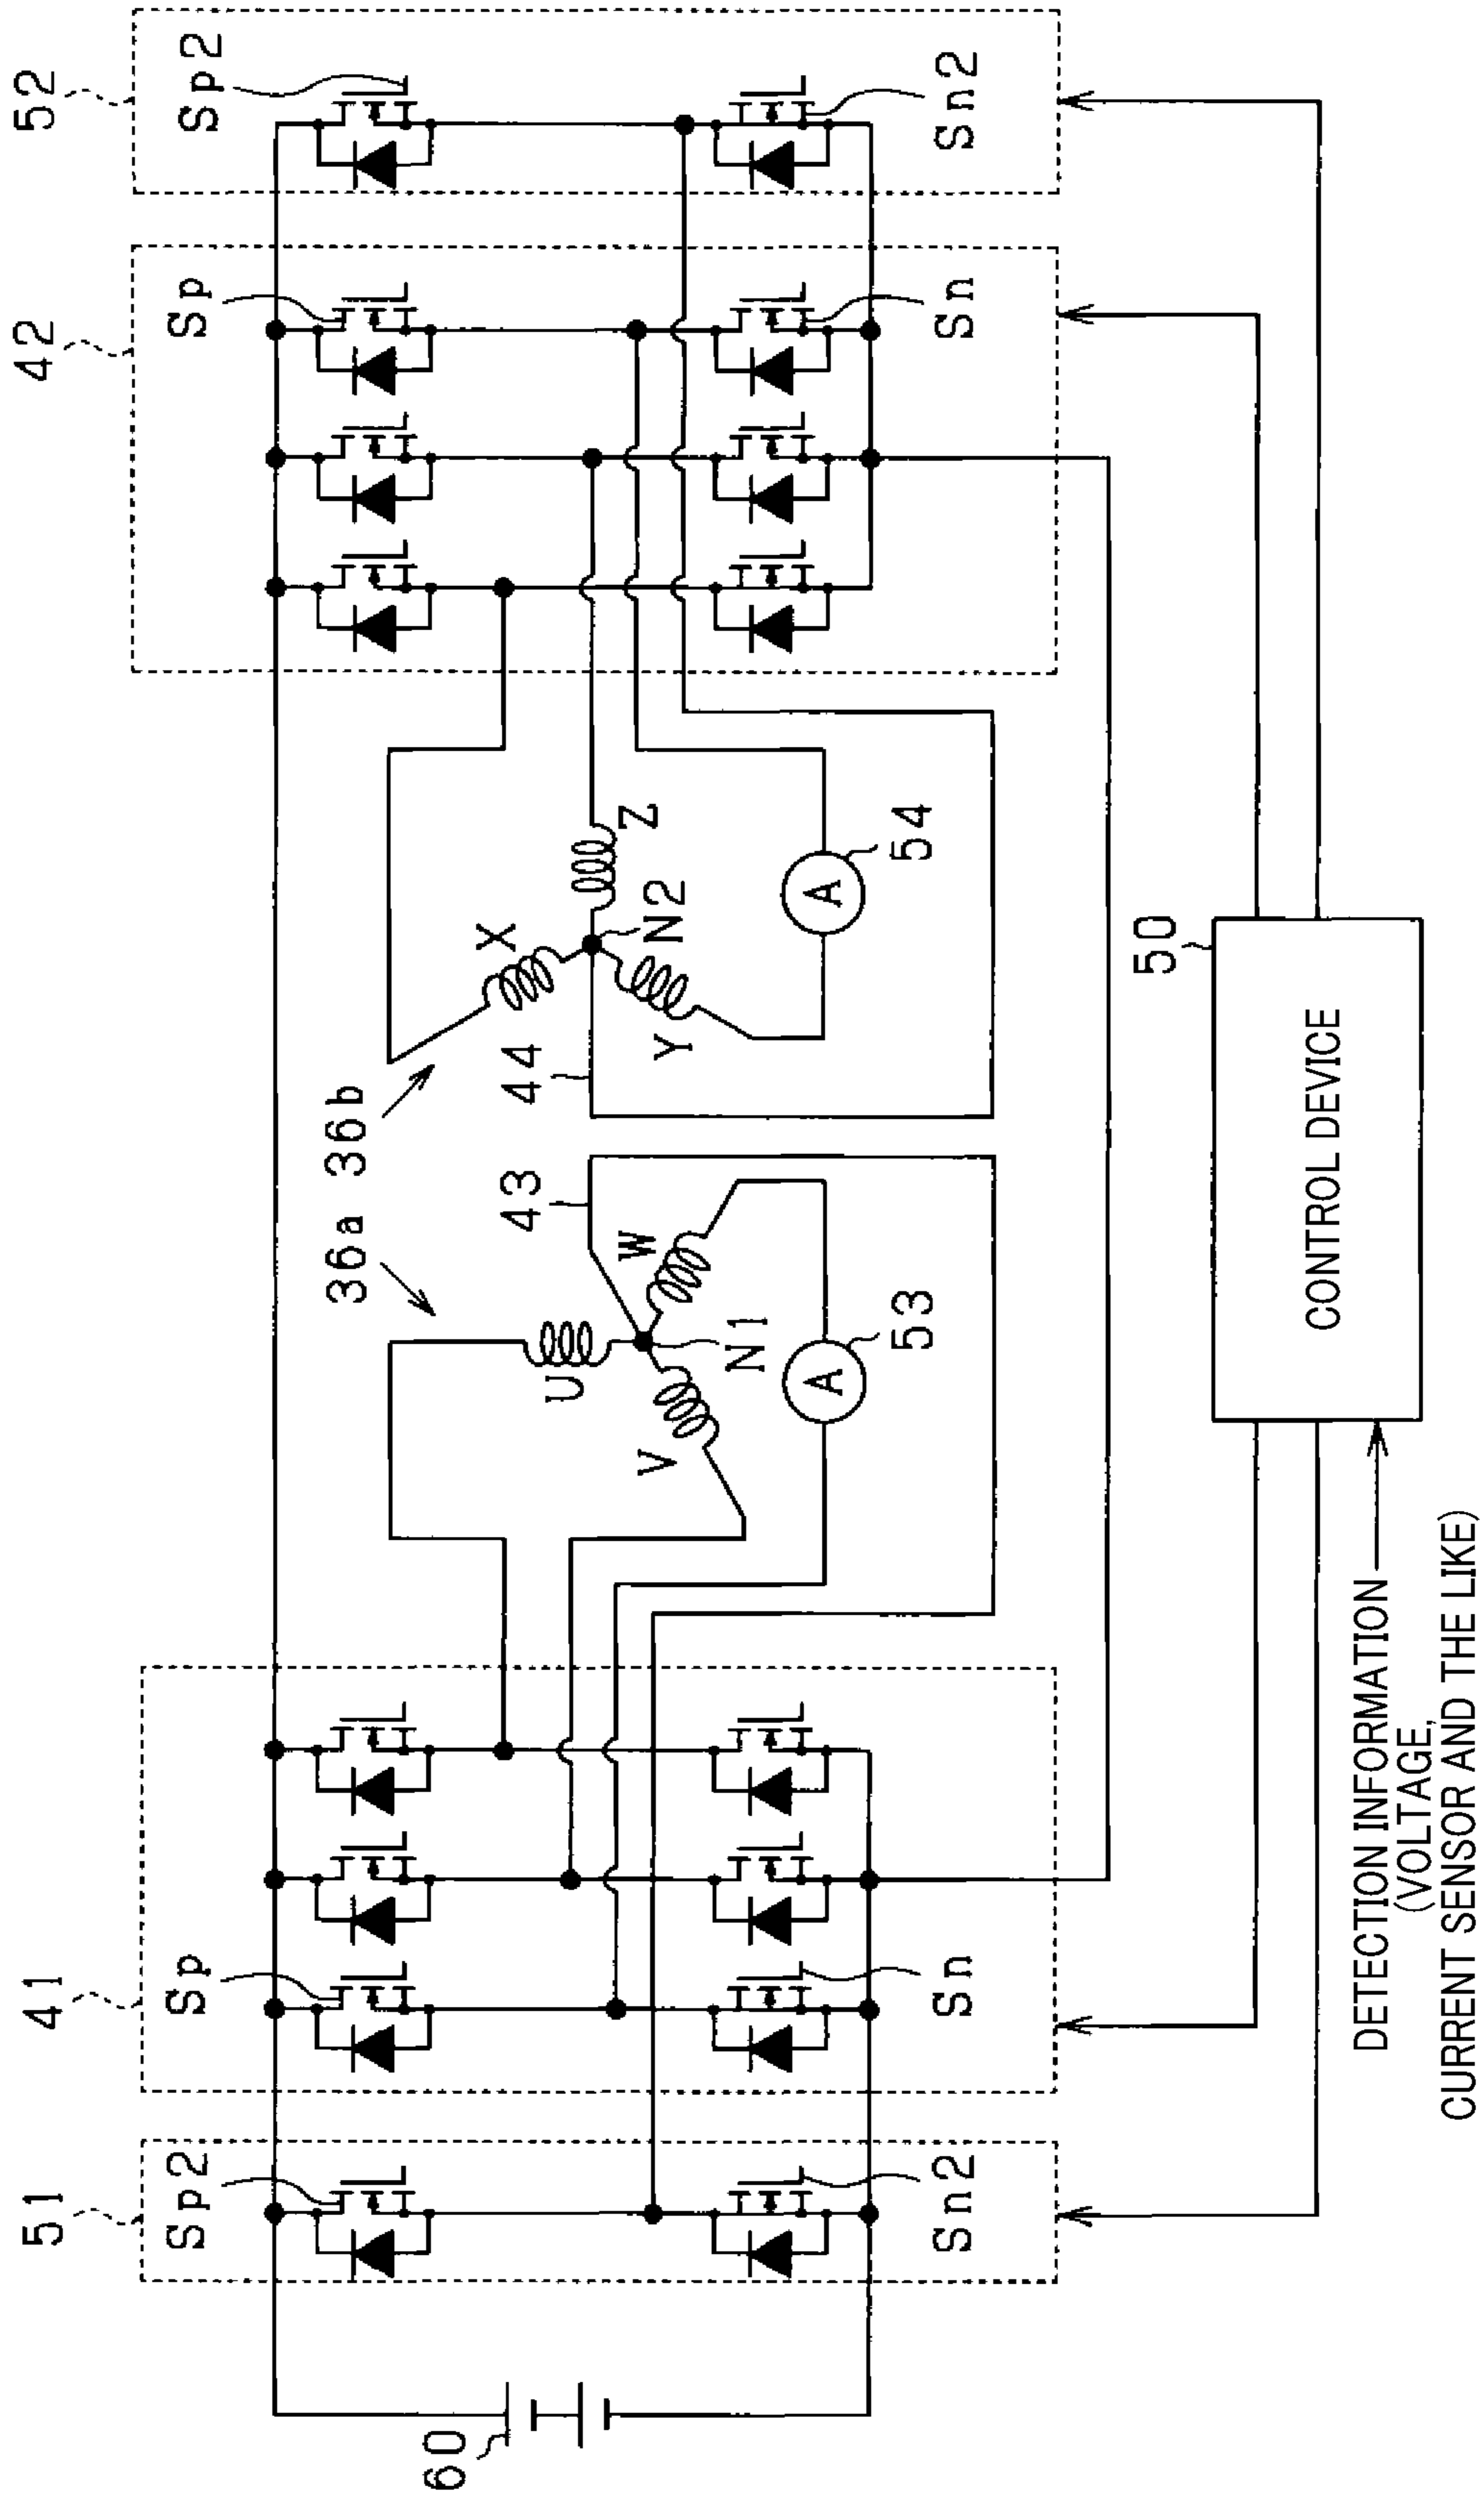 51
41
42
52
Sp2
Sp
Sp
Sp2
36a
36b
60
U
43
44
X
V
W
Y
Z
N1
N2
A
A
53
54
Sn2
Sn
Sn
Sn2
50
CONTROL DEVICE
DETECTION INFORMATION
(VOLTAGE,
CURRENT SENSOR AND THE LIKE)